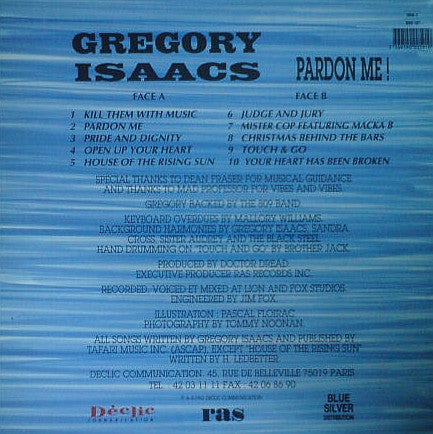 GREGORY
ISAACS
PARDON ME !
FACE A
FACE B
1 KILL THEM WITH MUSIC
2 PARDON ME
3 PRIDE AND DIGNITY
4 OPEN UP YOUR HEART
5 HOUSE OF THE RISING SUN
6 JUDGE AND JURY
7 MISTER COP FEATURING MACKA B
8 CHRISTMAS BEHIND THE BARS
9 TOUCH & GO
10 YOUR HEART HAS BEEN BROKEN
SPECIAL THANKS TO DEAN FRASER FOR MUSICAL GUIDANCE
AND THANKS TO MAD PROFESSOR FOR VIBES AND VIBES.
GREGORY BACKED BY THE 809 BAND
KEYBOARD OVERDUBS BY MALLORY WILLIAMS.
BACKGROUND HARMONIES BY GREGORY ISAACS, SANDRA
CROSS, SISTER AUDREY AND THE BLACK STEEL.
HAND DRUMMING ON "TOUCH AND GO" BY BROTHER JACK.
PRODUCED BY DOCTOR DREAD.
EXECUTIVE PRODUCER RAS RECORDS INC.
RECORDED, VOICED ET MIXED AT LION AND FOX STUDIOS.
ENGINEERED BY JIM FOX.
ILLUSTRATION : PASCAL FLOIRAC
PHOTOGRAPHY BY TOMMY NOONAN.
ALL SONGS WRITTEN BY GREGORY ISAACS AND PUBLISHED BY
TAFARI MUSIC INC. (ASCAP), EXCEPT "HOUSE OF THE RISING SUN"
WRITTEN BY H. LEDBETTER.
DECLIC COMMUNICATION. 45, RUE DE BELLEVILLE 75019 PARIS
TEL : 42 03 11 11 FAX - 42 06 86 90
DECLIC COMMUNICATION
Déclic
COMMUNICATION
ras
BLUE
SILVER
DISTRIBUTION